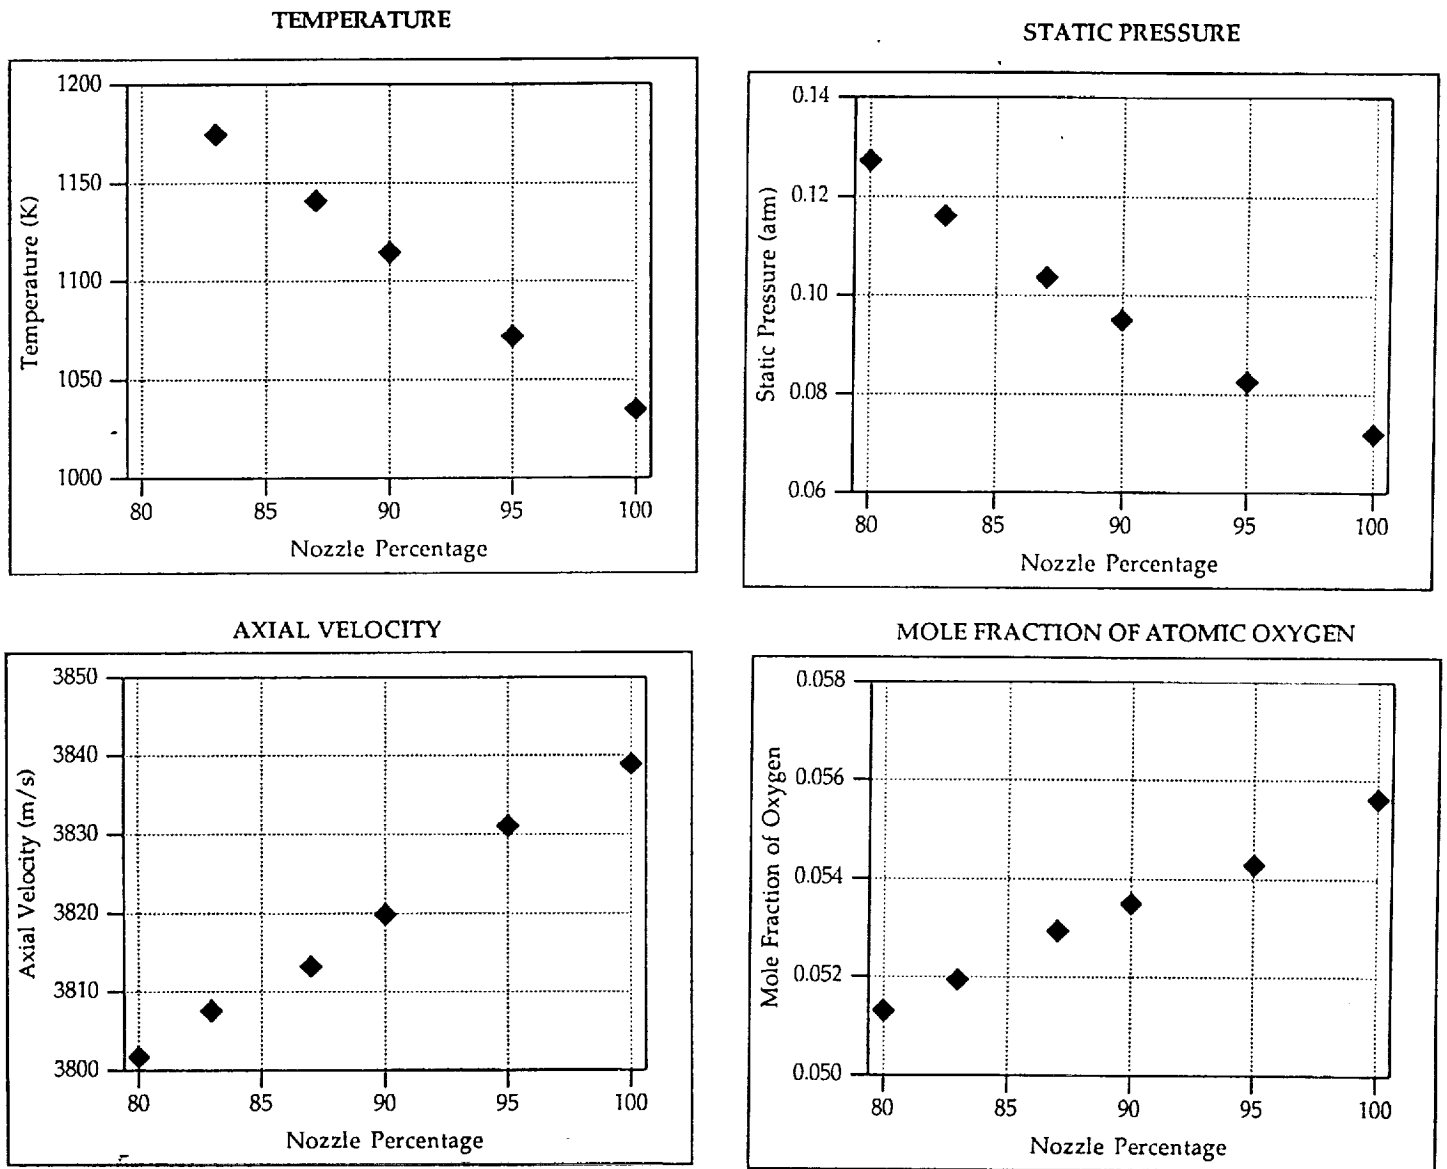 TEMPERATURE
1200
1150
1100
1050
1000
Temperature (K)
80 85 90 95 100
Nozzle Percentage
STATIC PRESSURE
0.14
0.12
0.10
0.08
0.06
Static Pressure (atm)
80 85 90 95 100
Nozzle Percentage
AXIAL VELOCITY
3850
3840
3830
3820
3810
3800
Axial Velocity (m/s)
80 85 90 95 100
Nozzle Percentage
MOLE FRACTION OF ATOMIC OXYGEN
0.058
0.056
0.054
0.052
0.050
Mole Fraction of Oxygen
80 85 90 95 100
Nozzle Percentage